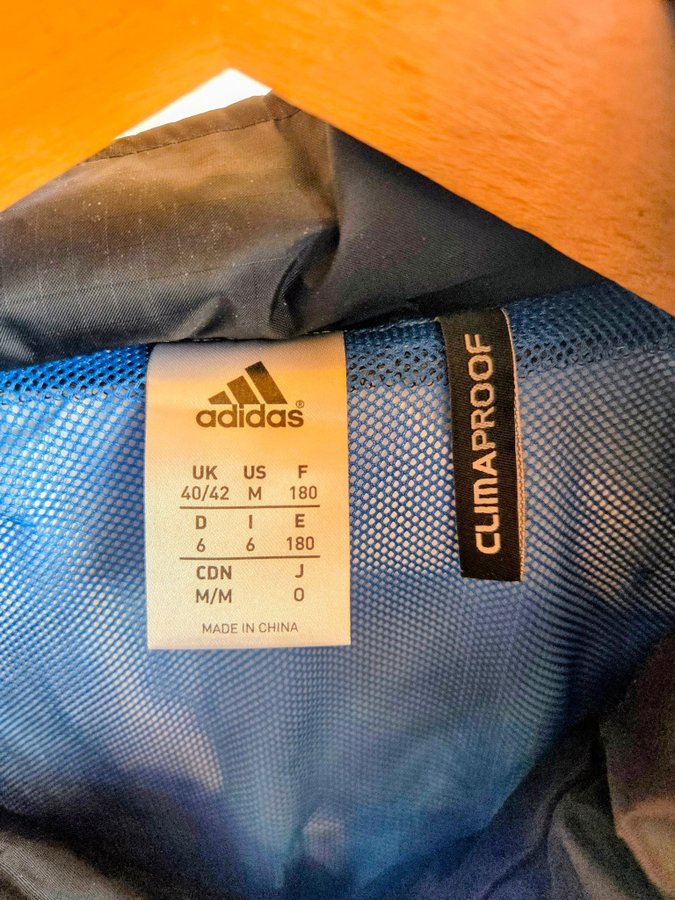 adidas®
UK US F
40/42 M 180
D I E
6 6 180
CDN J
M/M O
MADE IN CHINA
CLIMAPROOF